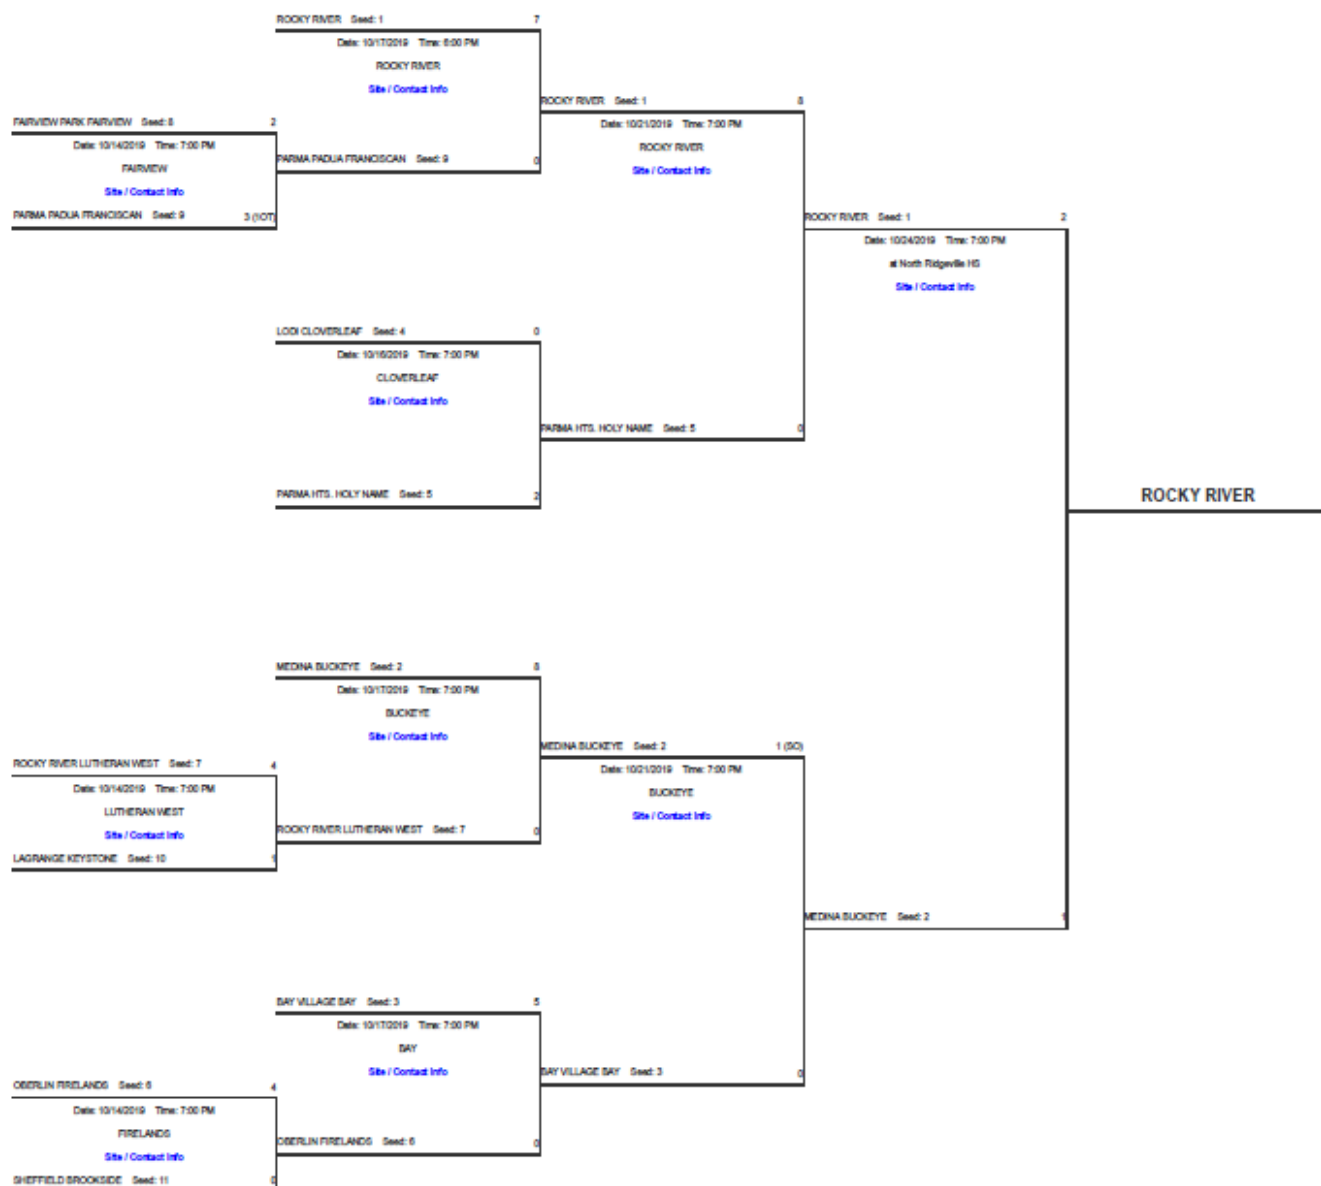 ROCKY RIVER Seed: 1 7
Date: 10/17/2019 Time: 6:00 PM
ROCKY RIVER
Site / Contact Info
PARMA PADUA FRANCISCAN Seed: 9 0
FAIRVIEW PARK FAIRVIEW Seed: 8 2
Date: 10/14/2019 Time: 7:00 PM
FAIRVIEW
Site / Contact Info
PARMA PADUA FRANCISCAN Seed: 9 3 (1OT)
ROCKY RIVER Seed: 1 8
Date: 10/21/2019 Time: 7:00 PM
ROCKY RIVER
Site / Contact Info
PARMA HTS. HOLY NAME Seed: 5 0
LODI CLOVERLEAF Seed: 4 0
Date: 10/16/2019 Time: 7:00 PM
CLOVERLEAF
Site / Contact Info
PARMA HTS. HOLY NAME Seed: 5 2
ROCKY RIVER Seed: 1 2
Date: 10/24/2019 Time: 7:00 PM
at North Ridgeville HS
Site / Contact Info
MEDINA BUCKEYE Seed: 2 1
ROCKY RIVER
MEDINA BUCKEYE Seed: 2 8
Date: 10/17/2019 Time: 7:00 PM
BUCKEYE
Site / Contact Info
ROCKY RIVER LUTHERAN WEST Seed: 7 0
ROCKY RIVER LUTHERAN WEST Seed: 7 4
Date: 10/14/2019 Time: 7:00 PM
LUTHERAN WEST
Site / Contact Info
LAGRANGE KEYSTONE Seed: 10 1
MEDINA BUCKEYE Seed: 2 1 (SO)
Date: 10/21/2019 Time: 7:00 PM
BUCKEYE
Site / Contact Info
BAY VILLAGE BAY Seed: 3 0
BAY VILLAGE BAY Seed: 3 5
Date: 10/17/2019 Time: 7:00 PM
BAY
Site / Contact Info
OBERLIN FIRELANDS Seed: 6 0
OBERLIN FIRELANDS Seed: 6 4
Date: 10/14/2019 Time: 7:00 PM
FIRELANDS
Site / Contact Info
SHEFFIELD BROOKSIDE Seed: 11 0